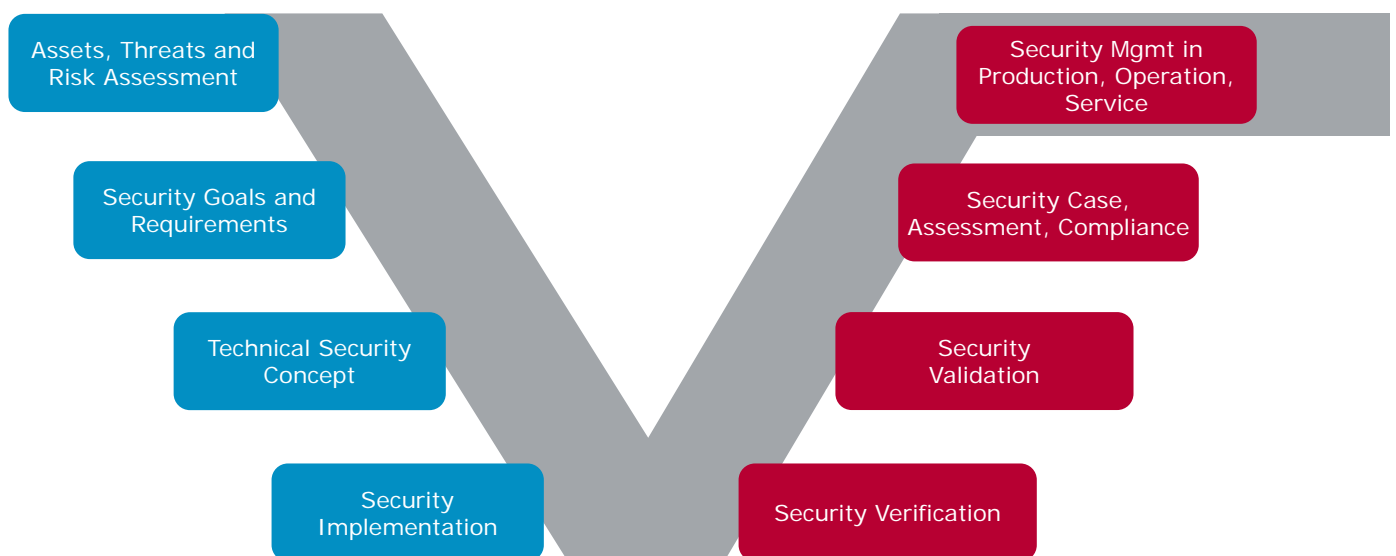 Assets, Threats and
Risk Assessment
Security Goals and
Requirements
Technical Security
Concept
Security
Implementation
Security Mgmt in
Production, Operation,
Service
Security Case,
Assessment, Compliance
Security
Validation
Security Verification